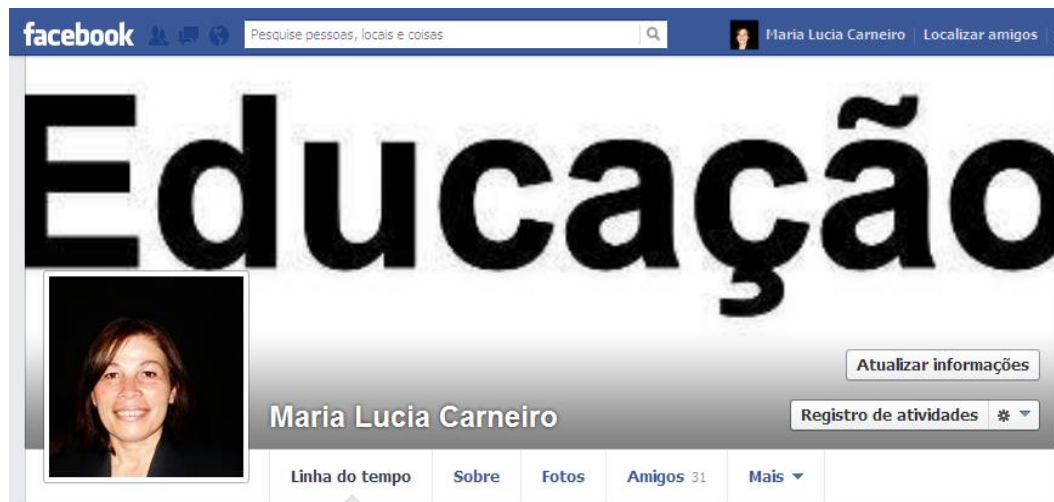 facebook Pesquise pessoas, locais e coisas Maria Lucia Carneiro Localizar amigos
Educação
Atualizar informações
Maria Lucia Carneiro Registro de atividades
Linha do tempo Sobre Fotos Amigos 31 Mais